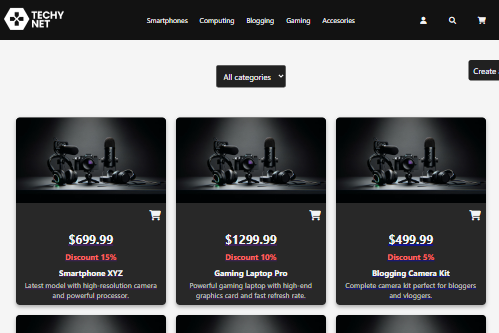 TECHY
NET
Smartphones Computing Blogging Gaming Accesories
All categories
Create
$699.99
Discount 15%
Smartphone XYZ
Latest model with high-resolution camera
and powerful processor.
$1299.99
Discount 10%
Gaming Laptop Pro
Powerful gaming laptop with high-end
graphics card and fast refresh rate.
$499.99
Discount 5%
Blogging Camera Kit
Complete camera kit perfect for bloggers
and vloggers.